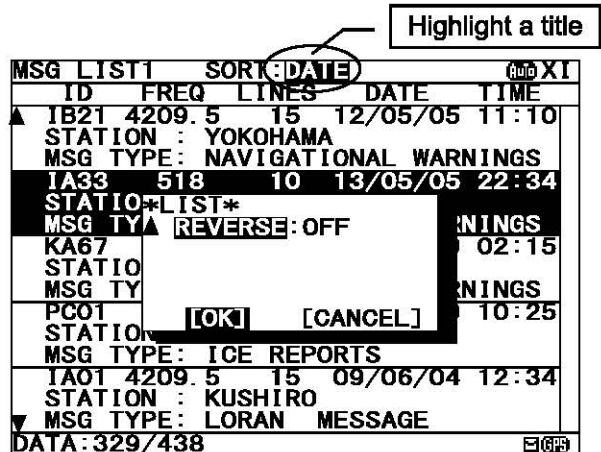 Highlight a title
MSG LIST1 SORT:DATE Auto XI
ID FREQ LINES DATE TIME
▲ IB21 4209.5 15 12/05/05 11:10
STATION : YOKOHAMA
MSG TYPE: NAVIGATIONAL WARNINGS
IA33 518 10 13/05/05 22:34
STATIO
MSG TY RNINGS
*LIST*
▲ REVERSE:OFF
[OK] [CANCEL]
KA67 02:15
STATIO
MSG TY RNINGS
PC01 10:25
STATION
MSG TYPE: ICE REPORTS
IA01 4209.5 15 09/06/04 12:34
STATION : KUSHIRO
▼ MSG TYPE: LORAN MESSAGE
DATA:329/438 GPS